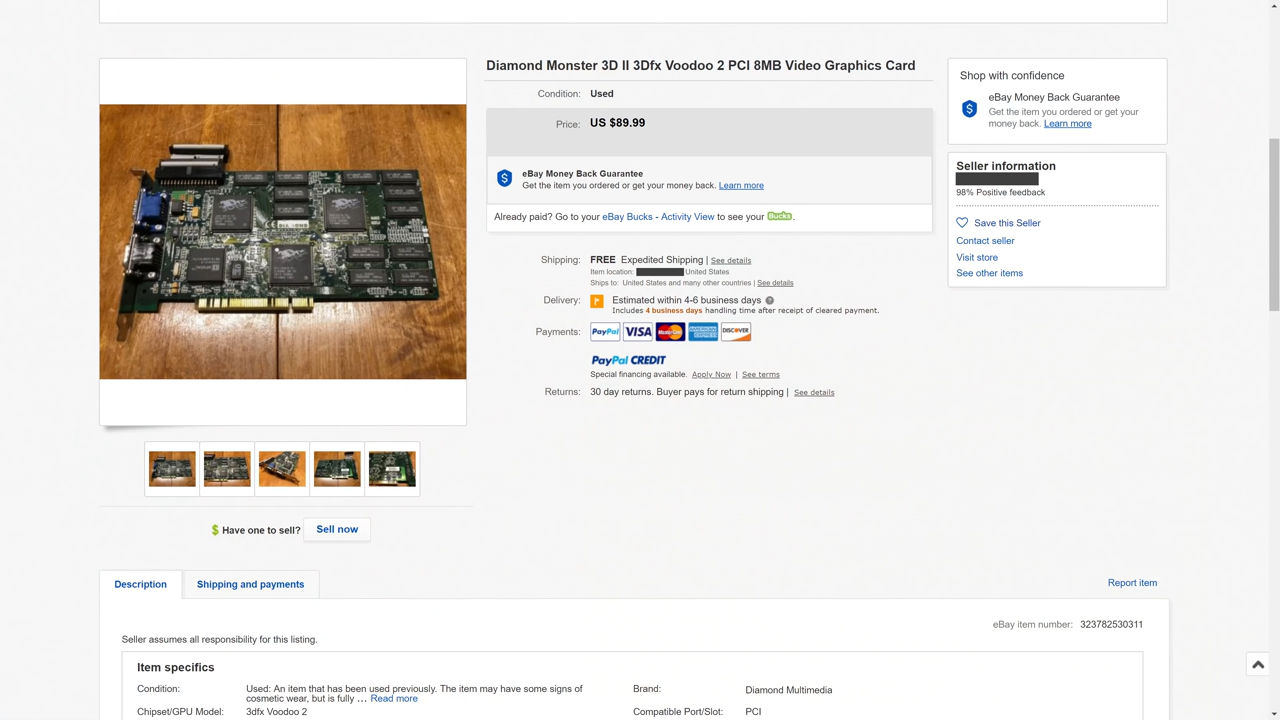 Diamond Monster 3D II 3Dfx Voodoo 2 PCI 8MB Video Graphics Card
Condition: Used
Price: US $89.99
eBay Money Back Guarantee
Get the item you ordered or get your money back. Learn more
Already paid? Go to your eBay Bucks - Activity View to see your Bucks.
Shipping: FREE Expedited Shipping | See details
Item location: United States
Ships to: United States and many other countries | See details
Delivery: Estimated within 4-6 business days ?
Includes 4 business days handling time after receipt of cleared payment.
Payments: PayPal VISA MasterCard AMERICAN EXPRESS DISCOVER
PayPal CREDIT
Special financing available. Apply Now | See terms
Returns: 30 day returns. Buyer pays for return shipping | See details
Shop with confidence
eBay Money Back Guarantee
Get the item you ordered or get your
money back. Learn more
Seller information
98% Positive feedback
Save this Seller
Contact seller
Visit store
See other items
$ Have one to sell? Sell now
Description Shipping and payments
Report item
eBay item number: 323782530311
Seller assumes all responsibility for this listing.
Item specifics
Condition: Used: An item that has been used previously. The item may have some signs of
cosmetic wear, but is fully … Read more
Brand: Diamond Multimedia
Chipset/GPU Model: 3dfx Voodoo 2
Compatible Port/Slot: PCI